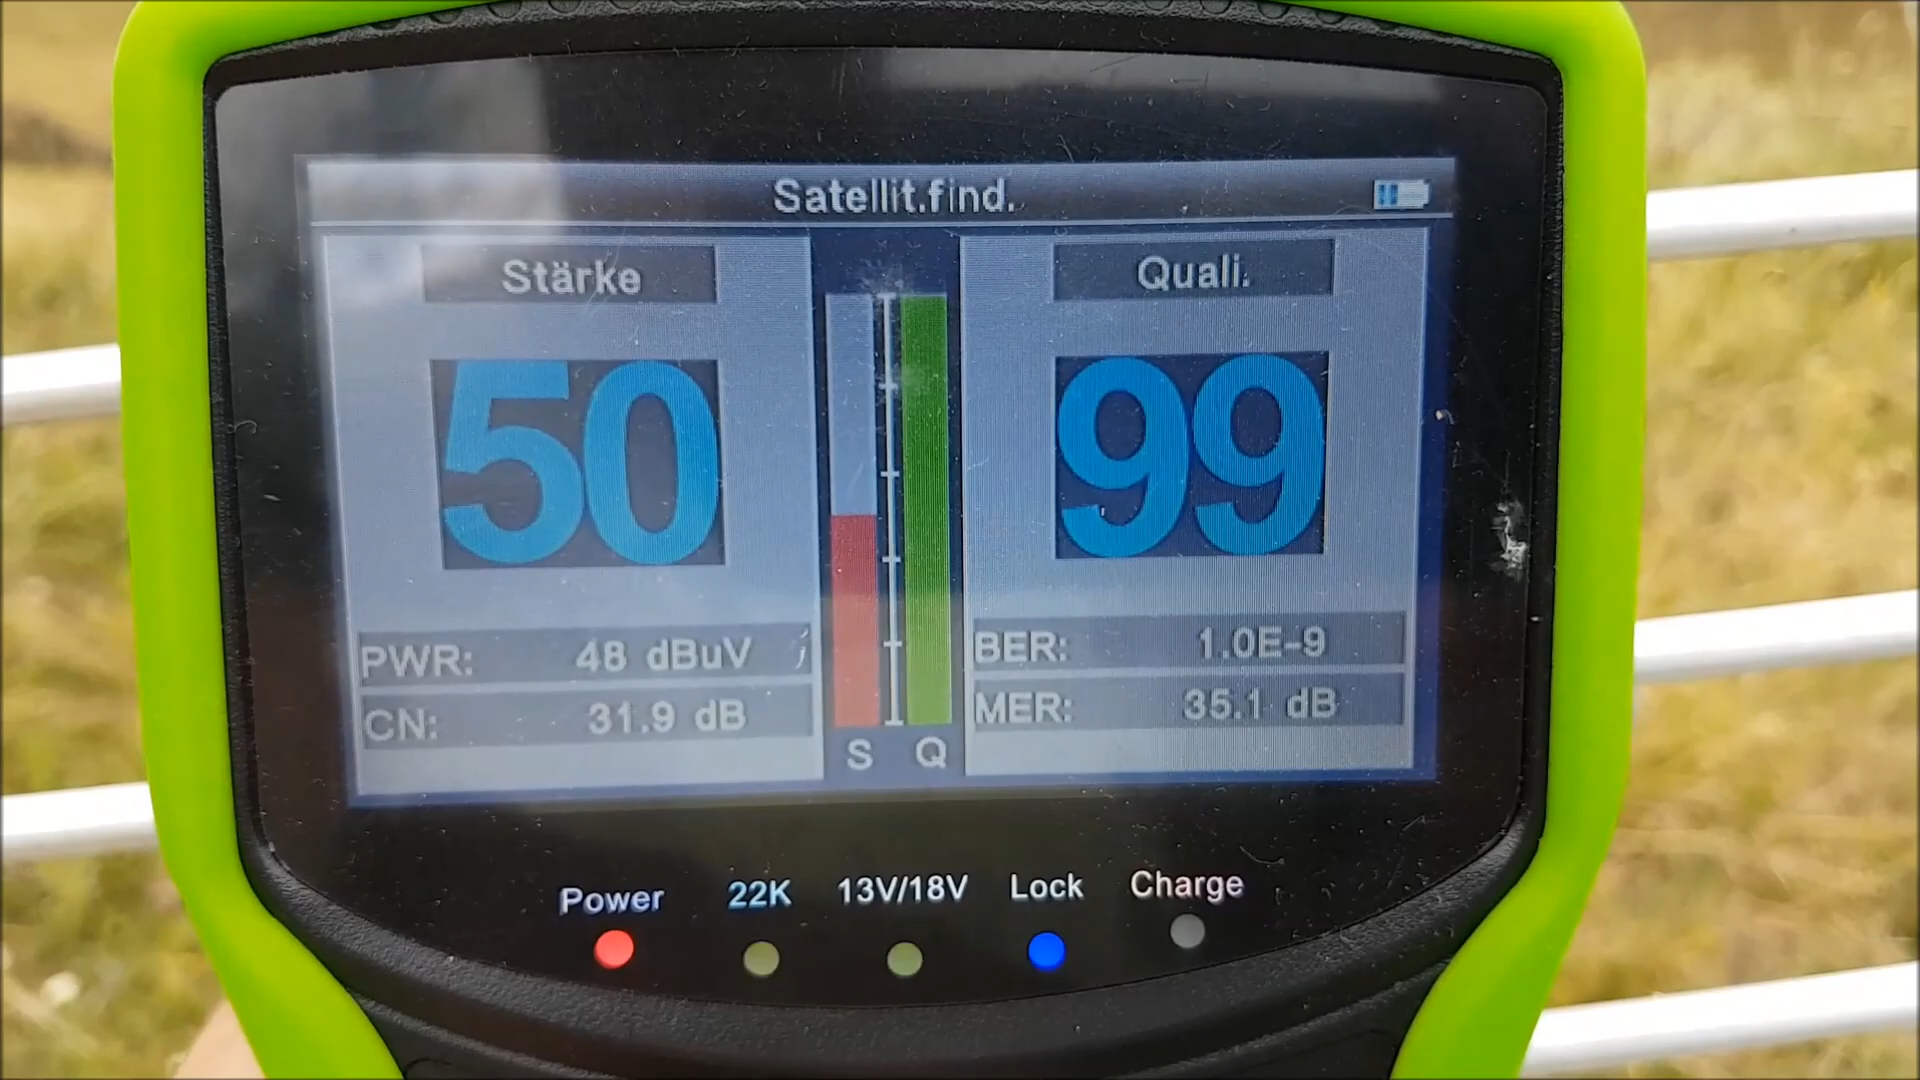 Satellit.find.
Stärke
Quali.
50
99
PWR: 48 dBuV
CN: 31.9 dB
BER: 1.0E-9
MER: 35.1 dB
S Q
Power 22K 13V/18V Lock Charge